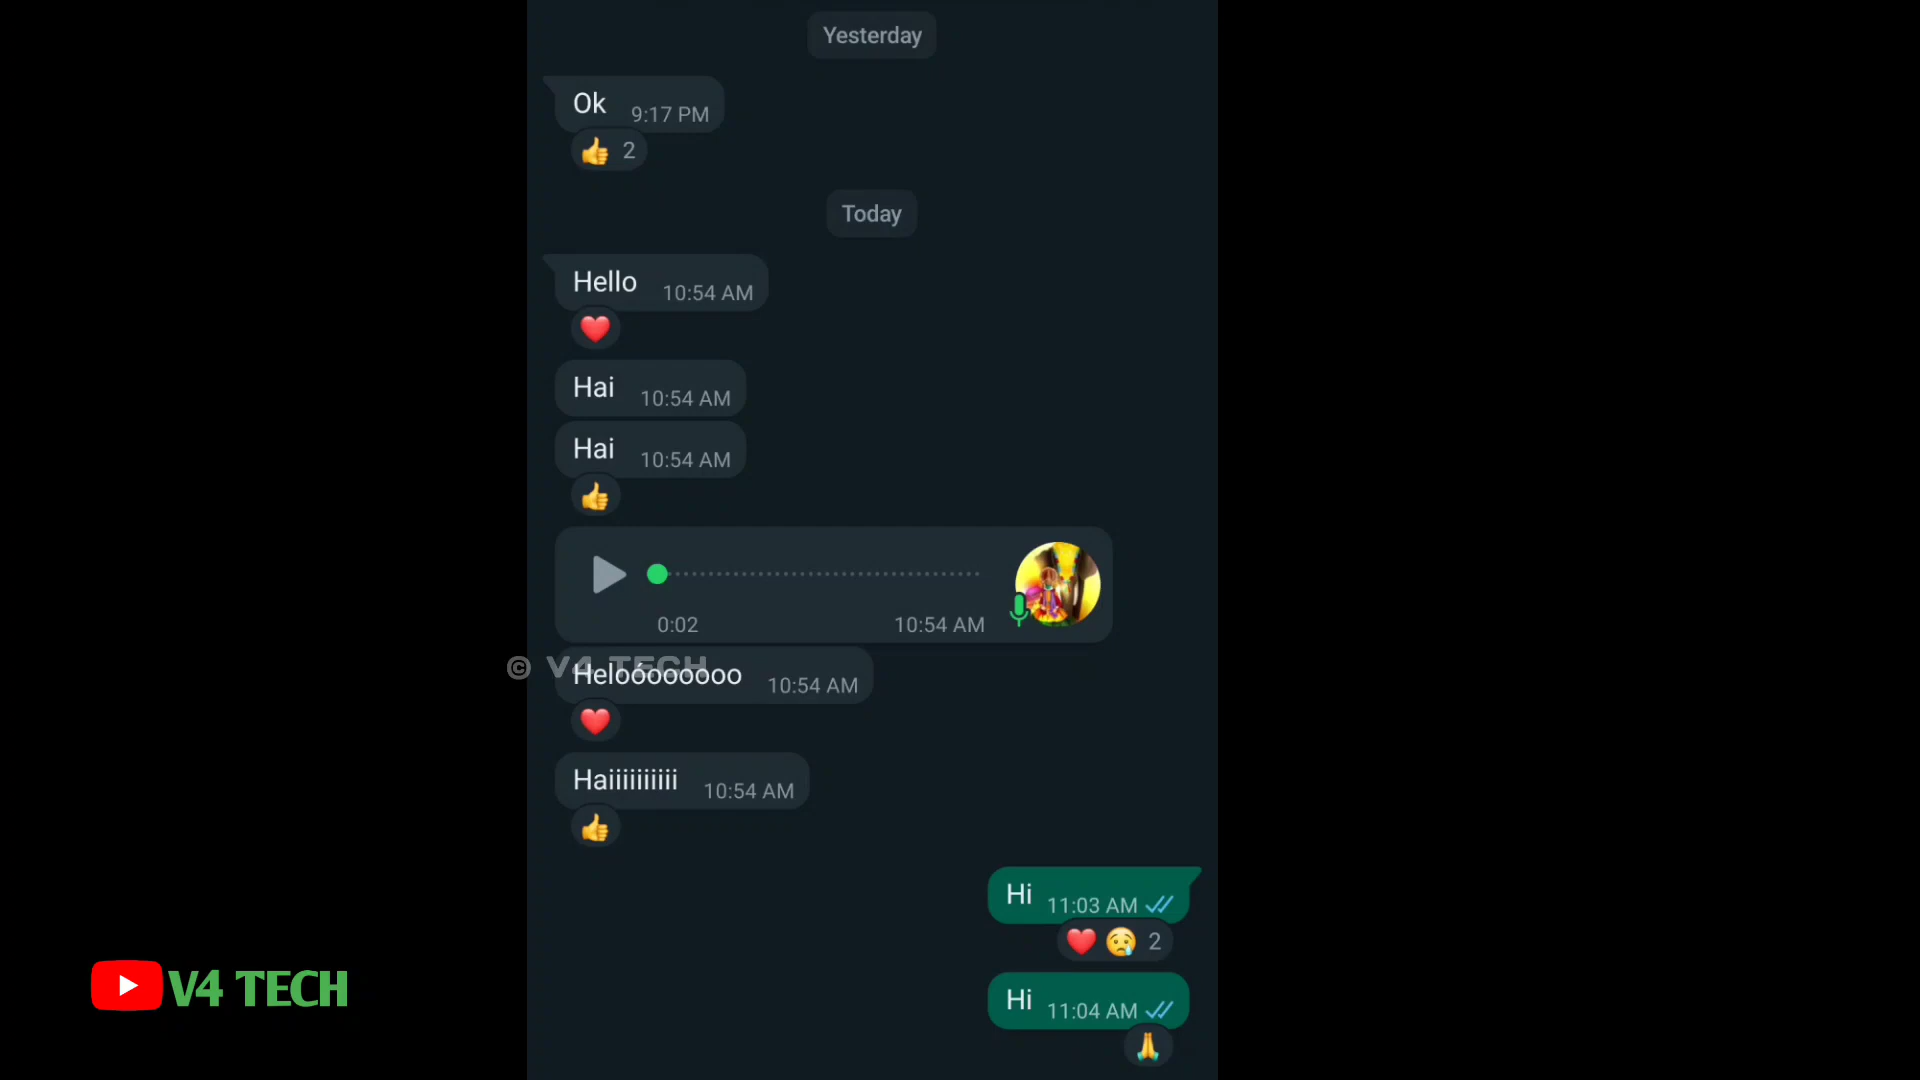 Yesterday
Ok 9:17 PM
👍 2
Today
Hello 10:54 AM
❤️
Hai 10:54 AM
Hai 10:54 AM
👍
0:02 10:54 AM
© V4 TECH
Heloóooooooo 10:54 AM
❤️
Haiiiiiiiiii 10:54 AM
👍
Hi 11:03 AM
❤️ 😢 2
Hi 11:04 AM
🙏
V4 TECH